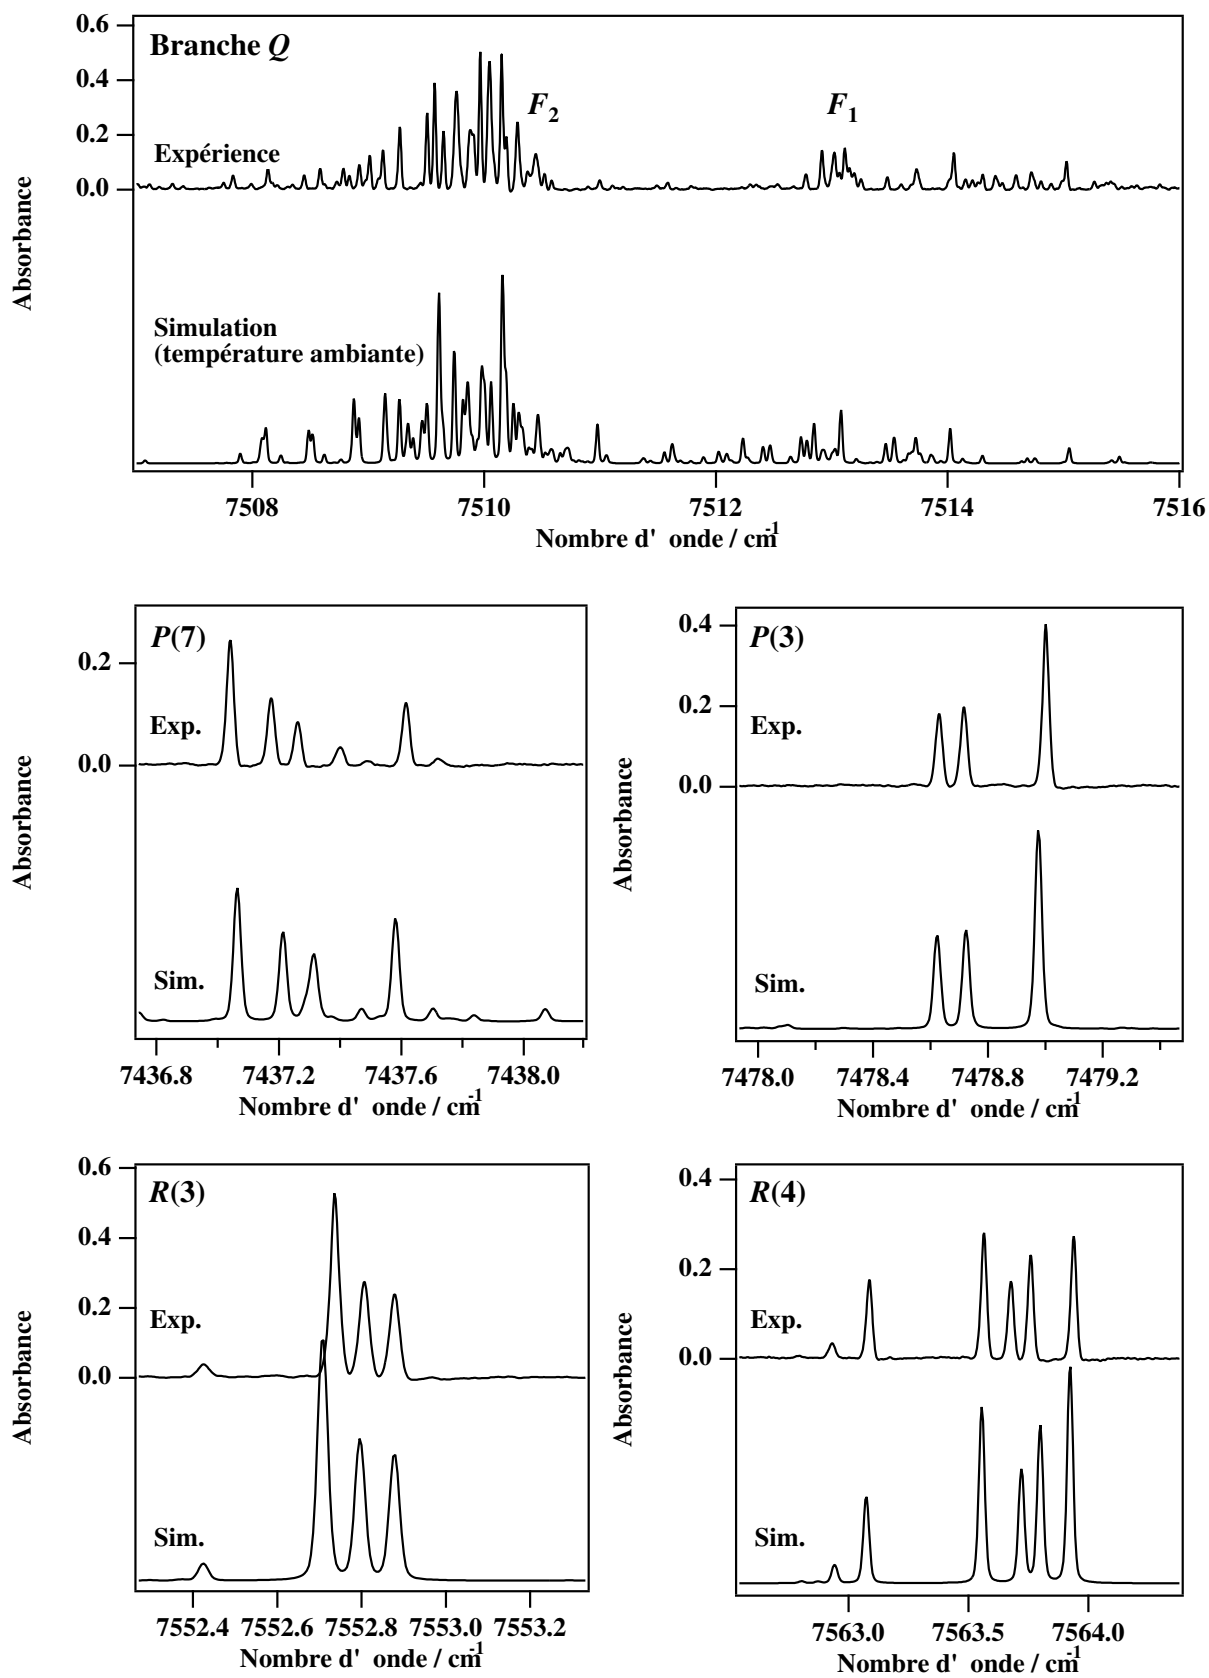 Branche Q
0.6
0.4
0.2
0.0
Absorbance
F2
F1
Expérience
Simulation
(température ambiante)
7508
7510
7512
7514
7516
Nombre d' onde / cm-1
P(7)
0.2
0.0
Absorbance
Exp.
Sim.
7436.8
7437.2
7437.6
7438.0
Nombre d' onde / cm-1
P(3)
0.4
0.2
0.0
Absorbance
Exp.
Sim.
7478.0
7478.4
7478.8
7479.2
Nombre d' onde / cm-1
R(3)
0.6
0.4
0.2
0.0
Absorbance
Exp.
Sim.
7552.4
7552.6
7552.8
7553.0
7553.2
Nombre d' onde / cm-1
R(4)
0.4
0.2
0.0
Absorbance
Exp.
Sim.
7563.0
7563.5
7564.0
Nombre d' onde / cm-1